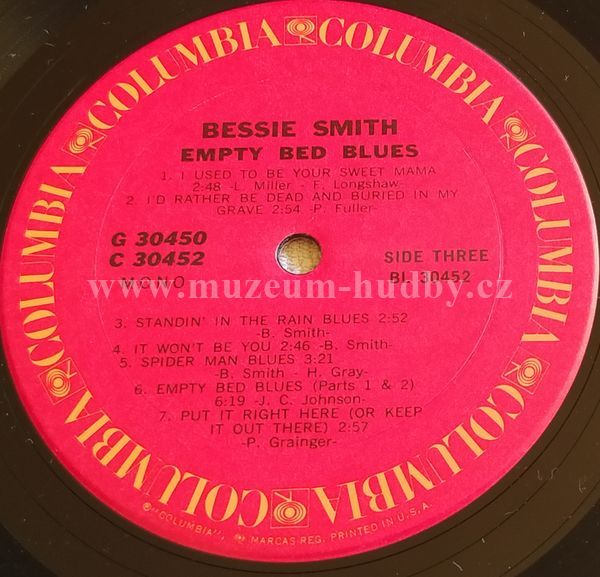 COLUMBIA COLUMBIA COLUMBIA COLUMBIA COLUMBIA COLUMBIA
BESSIE SMITH
EMPTY BED BLUES
1. I USED TO BE YOUR SWEET MAMA
2:48 -L. Miller - F. Longshaw-
2. I'D RATHER BE DEAD AND BURIED IN MY
GRAVE 2:54 -P. Fuller-
G 30450
C 30452
MONO
SIDE THREE
BL 30452
www.muzeum-hudby.cz
3. STANDIN' IN THE RAIN BLUES 2:52
-B. Smith-
4. IT WON'T BE YOU 2:46 -B. Smith-
5. SPIDER MAN BLUES 3:21
-B. Smith - H. Gray-
6. EMPTY BED BLUES (Parts 1 & 2)
6:19 -J. C. Johnson-
7. PUT IT RIGHT HERE (OR KEEP
IT OUT THERE) 2:57
-P. Grainger-
® "COLUMBIA", MARCAS REG. PRINTED IN U.S.A.